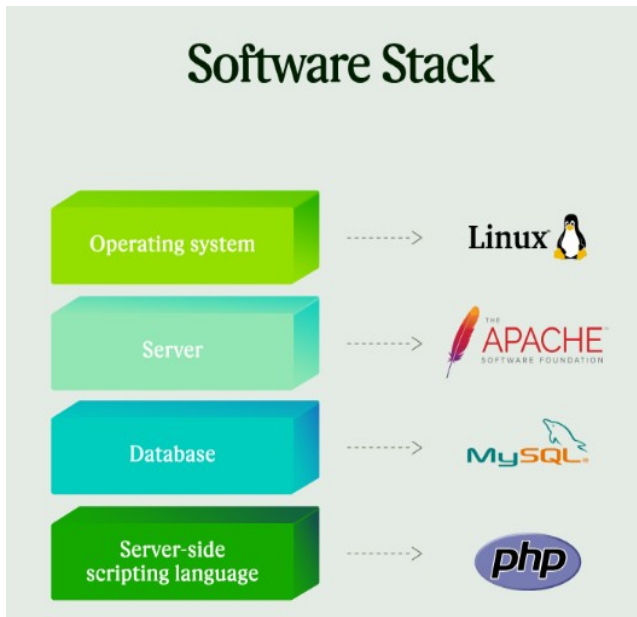 Software Stack
Operating system
Linux
Server
THE
APACHE
SOFTWARE FOUNDATION
Database
MySQL
Server-side
scripting language
php